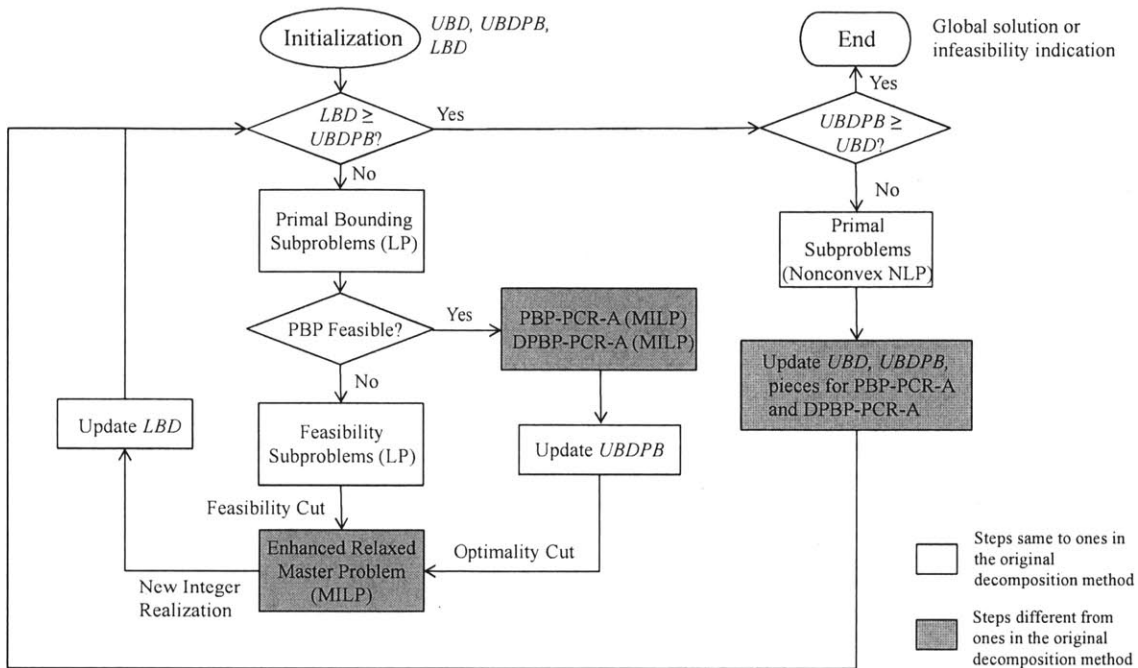 Initialization
UBD, UBDPB,
LBD
End
Global solution or
infeasibility indication
Yes
LBD ≥
UBDPB?
Yes
UBDPB ≥
UBD?
No
No
Primal Bounding
Subproblems (LP)
Primal
Subproblems
(Nonconvex NLP)
PBP Feasible?
Yes
PBP-PCR-A (MILP)
DPBP-PCR-A (MILP)
Update UBD, UBDPB,
pieces for PBP-PCR-A
and DPBP-PCR-A
No
Update LBD
Feasibility
Subproblems (LP)
Update UBDPB
Feasibility Cut
Enhanced Relaxed
Master Problem
(MILP)
Optimality Cut
New Integer
Realization
Steps same to ones in
the original
decomposition method
Steps different from
ones in the original
decomposition method